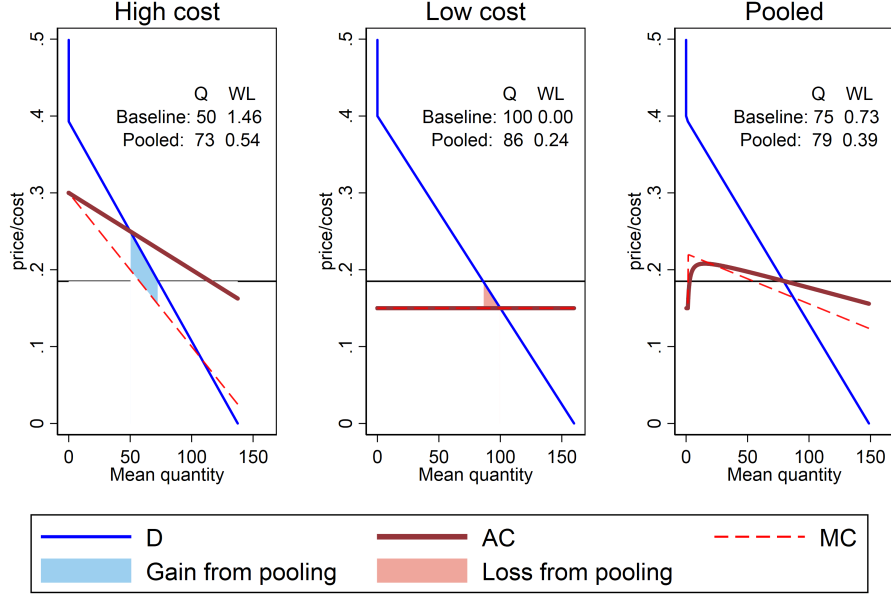 High cost
Low cost
Pooled
price/cost
.5
.4
.3
.2
.1
0
Q WL
Baseline: 50 1.46
Pooled: 73 0.54
0 50 100 150
Mean quantity
price/cost
.5
.4
.3
.2
.1
0
Q WL
Baseline: 100 0.00
Pooled: 86 0.24
0 50 100 150
Mean quantity
price/cost
.5
.4
.3
.2
.1
0
Q WL
Baseline: 75 0.73
Pooled: 79 0.39
0 50 100 150
Mean quantity
D AC MC
Gain from pooling Loss from pooling